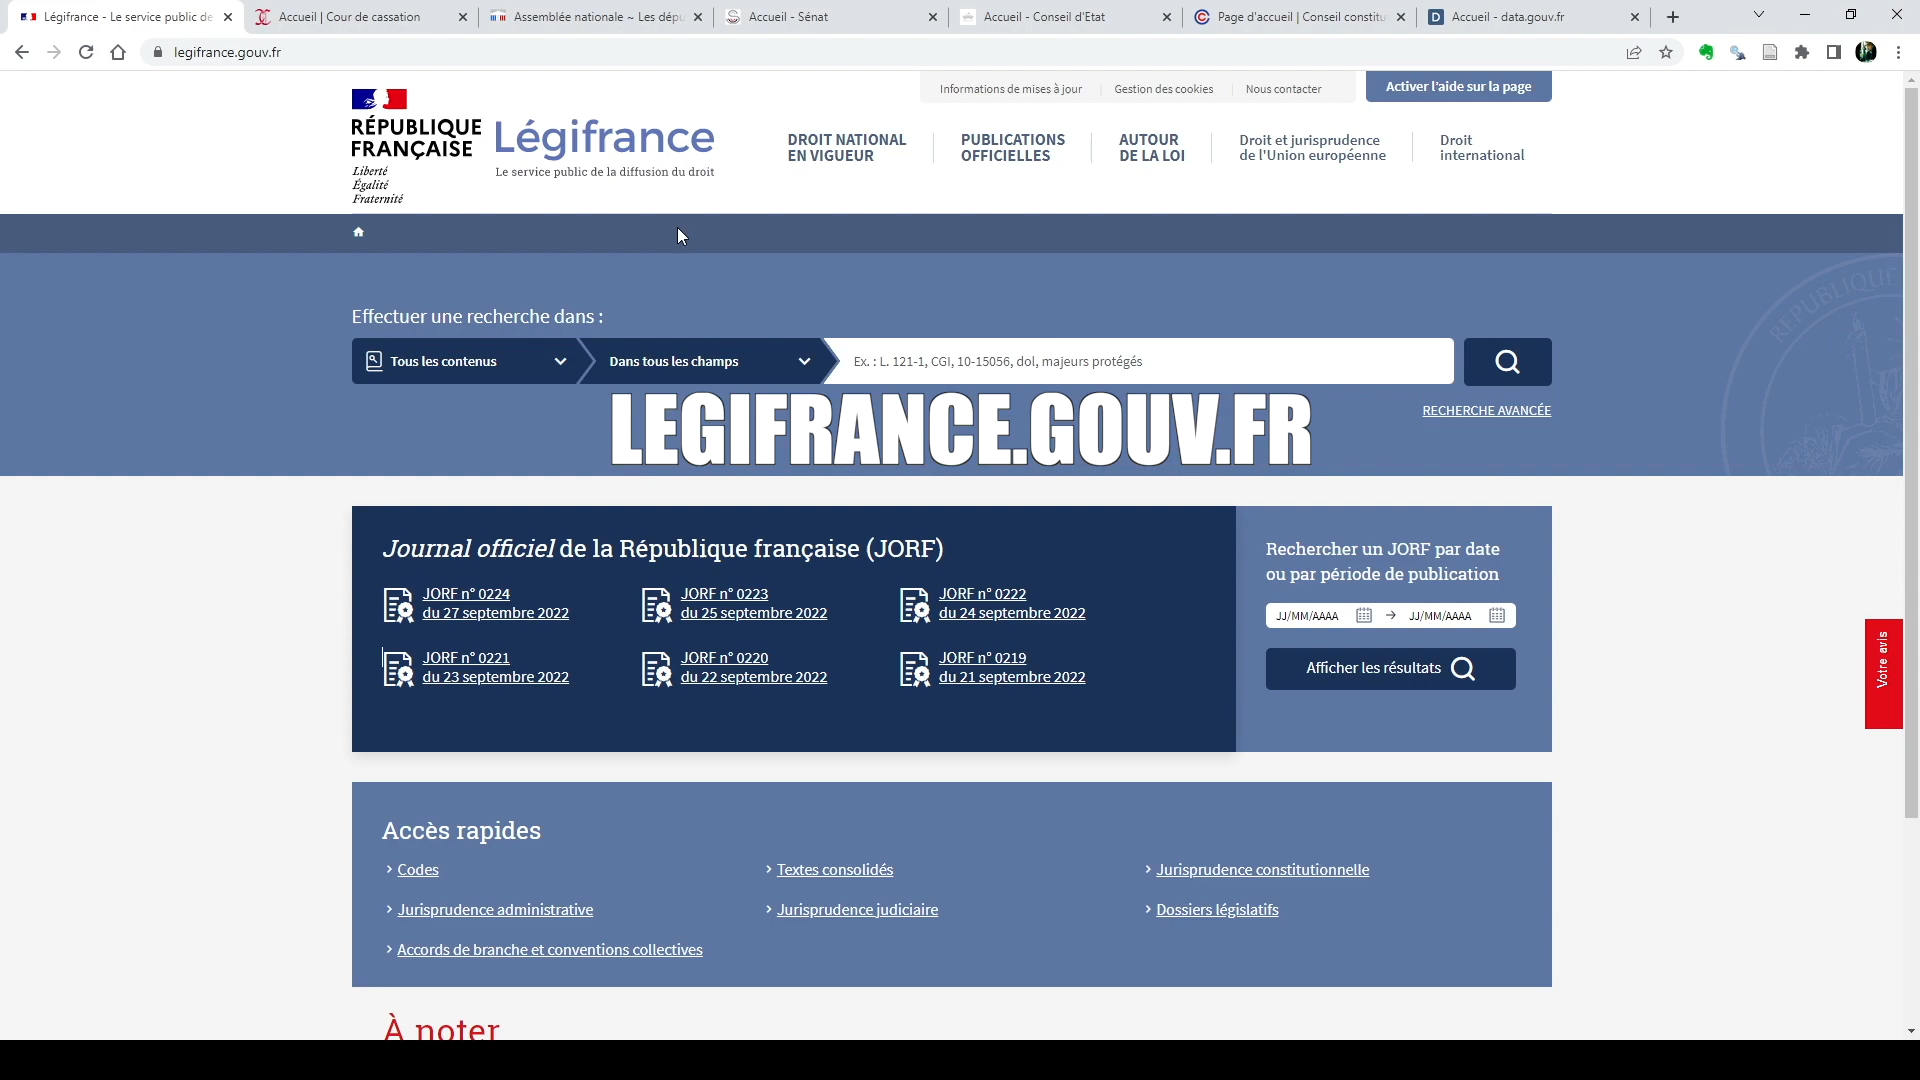 Légifrance - Le service public de
Accueil | Cour de cassation
Assemblée nationale ~ Les dépu
Accueil - Sénat
Accueil - Conseil d'Etat
Page d'accueil | Conseil constitu
Accueil - data.gouv.fr
legifrance.gouv.fr
Informations de mises à jour
Gestion des cookies
Nous contacter
Activer l'aide sur la page
RÉPUBLIQUE
FRANÇAISE
Liberté
Égalité
Fraternité
Légifrance
Le service public de la diffusion du droit
DROIT NATIONAL
EN VIGUEUR
PUBLICATIONS
OFFICIELLES
AUTOUR
DE LA LOI
Droit et jurisprudence
de l'Union européenne
Droit
international
Effectuer une recherche dans :
Tous les contenus
Dans tous les champs
Ex. : L. 121-1, CGI, 10-15056, dol, majeurs protégés
RECHERCHE AVANCÉE
LEGIFRANCE.GOUV.FR
REPUBLIQUE
Journal officiel de la République française (JORF)
JORF n° 0224
du 27 septembre 2022
JORF n° 0223
du 25 septembre 2022
JORF n° 0222
du 24 septembre 2022
JORF n° 0221
du 23 septembre 2022
JORF n° 0220
du 22 septembre 2022
JORF n° 0219
du 21 septembre 2022
Rechercher un JORF par date
ou par période de publication
JJ/MM/AAAA → JJ/MM/AAAA
Afficher les résultats
Votre avis
Accès rapides
Codes
Textes consolidés
Jurisprudence constitutionnelle
Jurisprudence administrative
Jurisprudence judiciaire
Dossiers législatifs
Accords de branche et conventions collectives
À noter